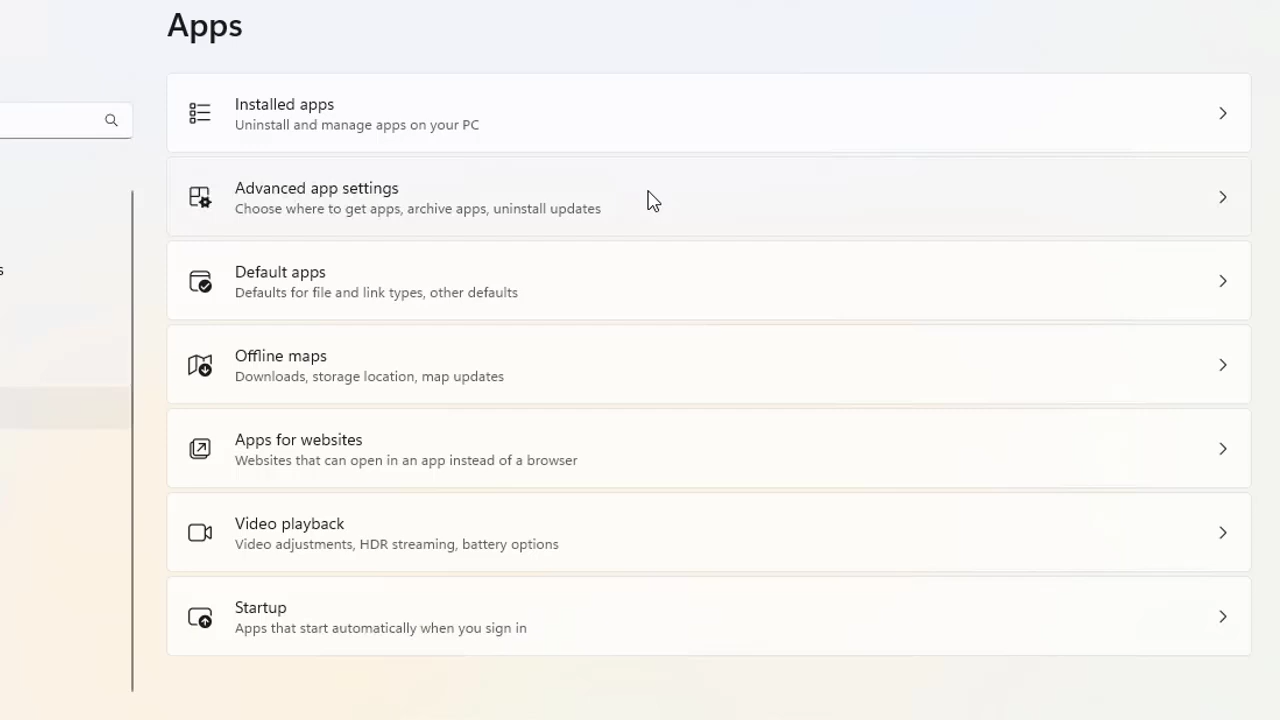 Apps
Installed apps
Uninstall and manage apps on your PC
Advanced app settings
Choose where to get apps, archive apps, uninstall updates
Default apps
Defaults for file and link types, other defaults
s
Offline maps
Downloads, storage location, map updates
Apps for websites
Websites that can open in an app instead of a browser
Video playback
Video adjustments, HDR streaming, battery options
Startup
Apps that start automatically when you sign in